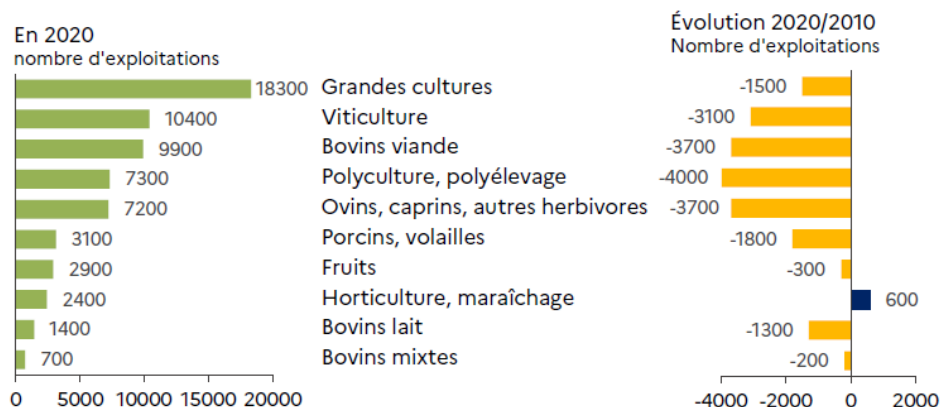 En 2020
nombre d'exploitations
Évolution 2020/2010
Nombre d'exploitations
18300 Grandes cultures -1500
10400 Viticulture -3100
9900 Bovins viande -3700
7300 Polyculture, polyélevage -4000
7200 Ovins, caprins, autres herbivores -3700
3100 Porcins, volailles -1800
2900 Fruits -300
2400 Horticulture, maraîchage 600
1400 Bovins lait -1300
700 Bovins mixtes -200
0 5000 10000 15000 20000 -4000 -2000 0 2000